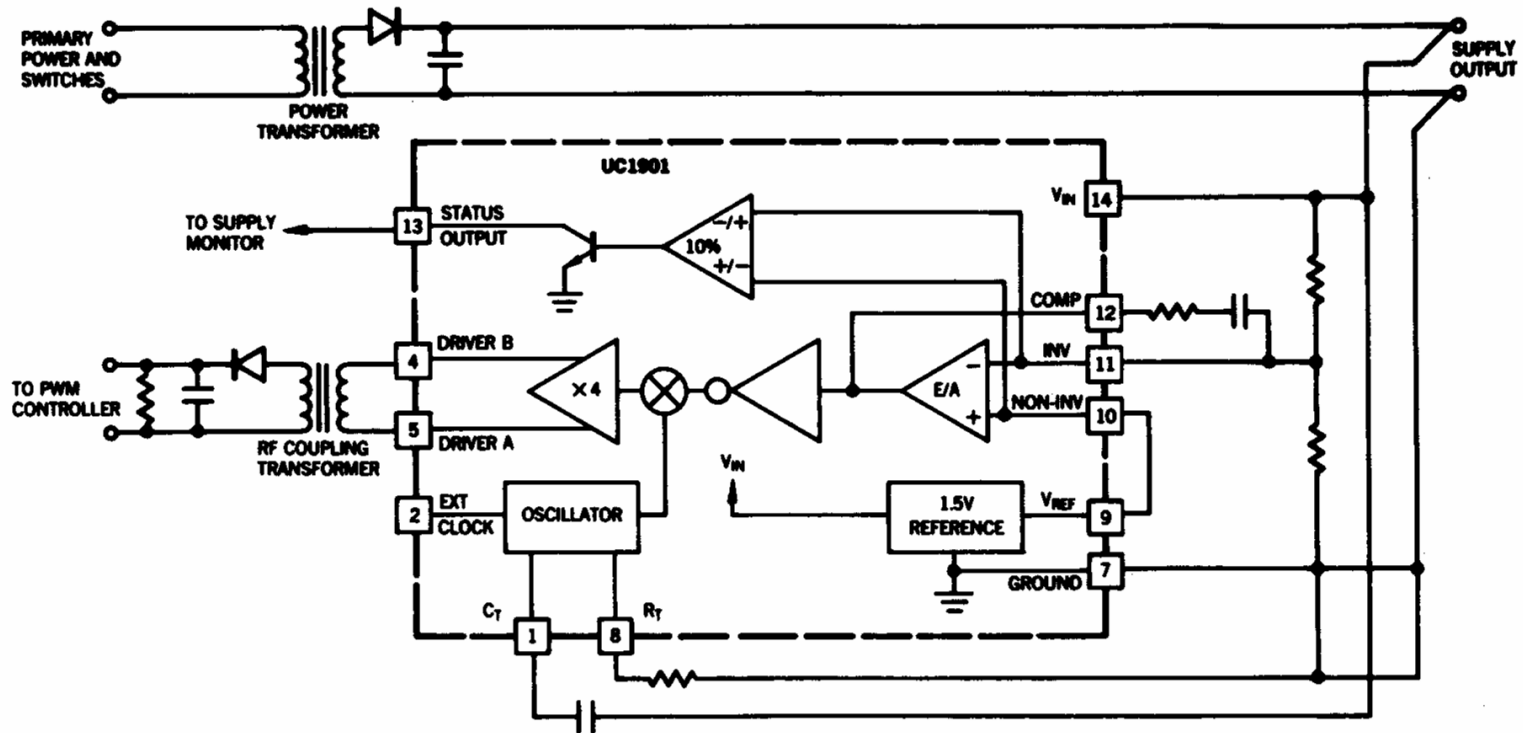 PRIMARY
POWER AND
SWITCHES
POWER
TRANSFORMER
SUPPLY
OUTPUT
UC1901
VIN
14
TO SUPPLY
MONITOR
13
STATUS
OUTPUT
−/+
10%
+/−
COMP
12
4
DRIVER B
INV
11
TO PWM
CONTROLLER
×4
E/A
−
+
NON-INV
10
5
DRIVER A
RF COUPLING
TRANSFORMER
VIN
2
EXT
CLOCK
OSCILLATOR
1.5V
REFERENCE
VREF
9
GROUND
7
CT
1
RT
8